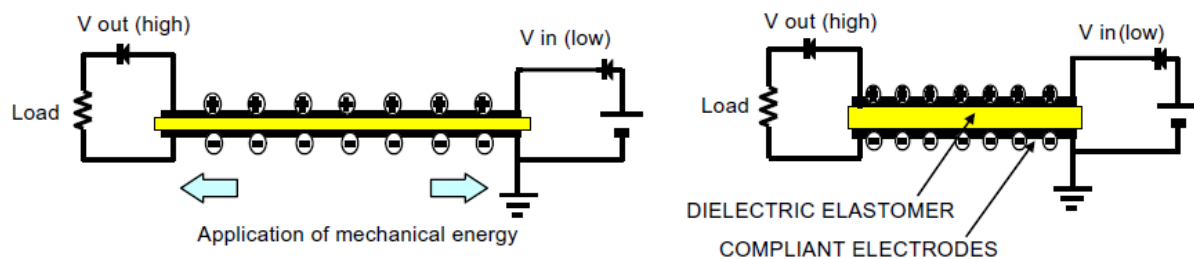 V out (high)
V in (low)
Load
Application of mechanical energy
V out (high)
V in (low)
Load
DIELECTRIC ELASTOMER
COMPLIANT ELECTRODES